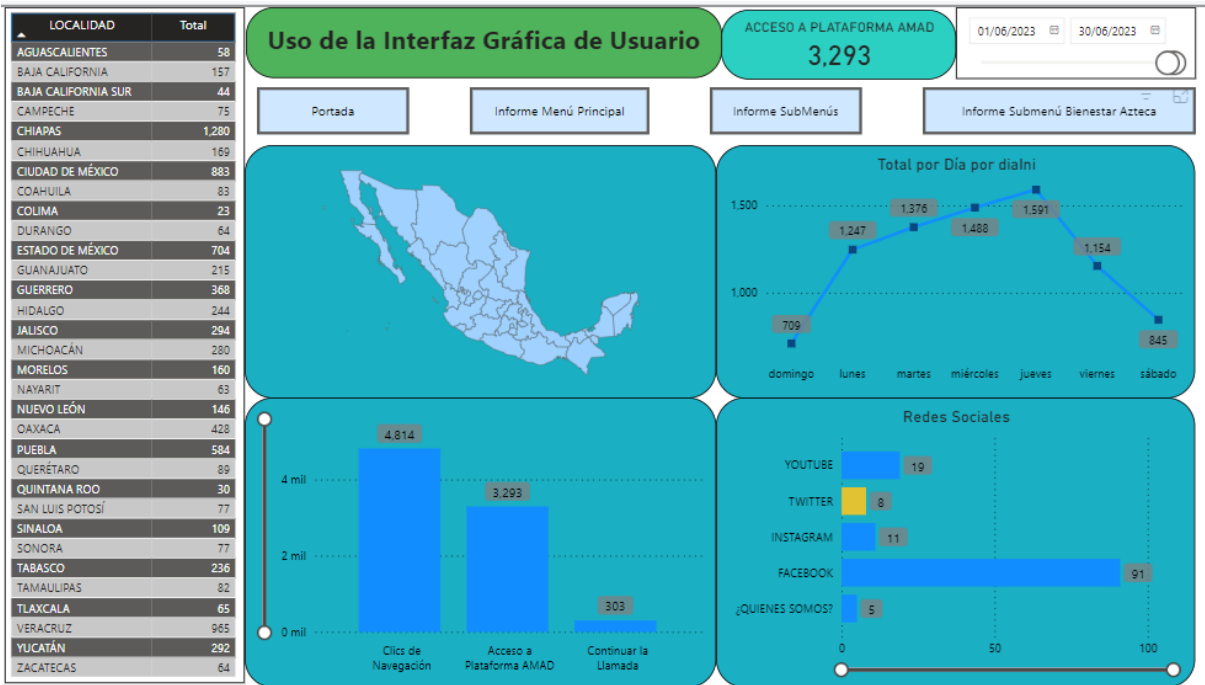 LOCALIDAD Total
AGUASCALIENTES 58
BAJA CALIFORNIA 157
BAJA CALIFORNIA SUR 44
CAMPECHE 75
CHIAPAS 1,280
CHIHUAHUA 169
CIUDAD DE MÉXICO 883
COAHUILA 83
COLIMA 23
DURANGO 64
ESTADO DE MÉXICO 704
GUANAJUATO 215
GUERRERO 368
HIDALGO 244
JALISCO 294
MICHOACÁN 280
MORELOS 160
NAYARIT 63
NUEVO LEÓN 146
OAXACA 428
PUEBLA 584
QUERÉTARO 89
QUINTANA ROO 30
SAN LUIS POTOSÍ 77
SINALOA 109
SONORA 77
TABASCO 236
TAMAULIPAS 82
TLAXCALA 65
VERACRUZ 965
YUCATÁN 292
ZACATECAS 64
Uso de la Interfaz Gráfica de Usuario
ACCESO A PLATAFORMA AMAD
3,293
01/06/2023 30/06/2023
Portada
Informe Menú Principal
Informe SubMenús
Informe Submenú Bienestar Azteca
Total por Día por diaIni
1,500
1,000
709
1,247
1,376
1,488
1,591
1,154
845
domingo lunes martes miércoles jueves viernes sábado
4 mil
2 mil
0 mil
4,814
3,293
303
Clics de
Navegación
Acceso a
Plataforma AMAD
Continuar la
Llamada
Redes Sociales
YOUTUBE 19
TWITTER 8
INSTAGRAM 11
FACEBOOK 91
¿QUIENES SOMOS? 5
0 50 100